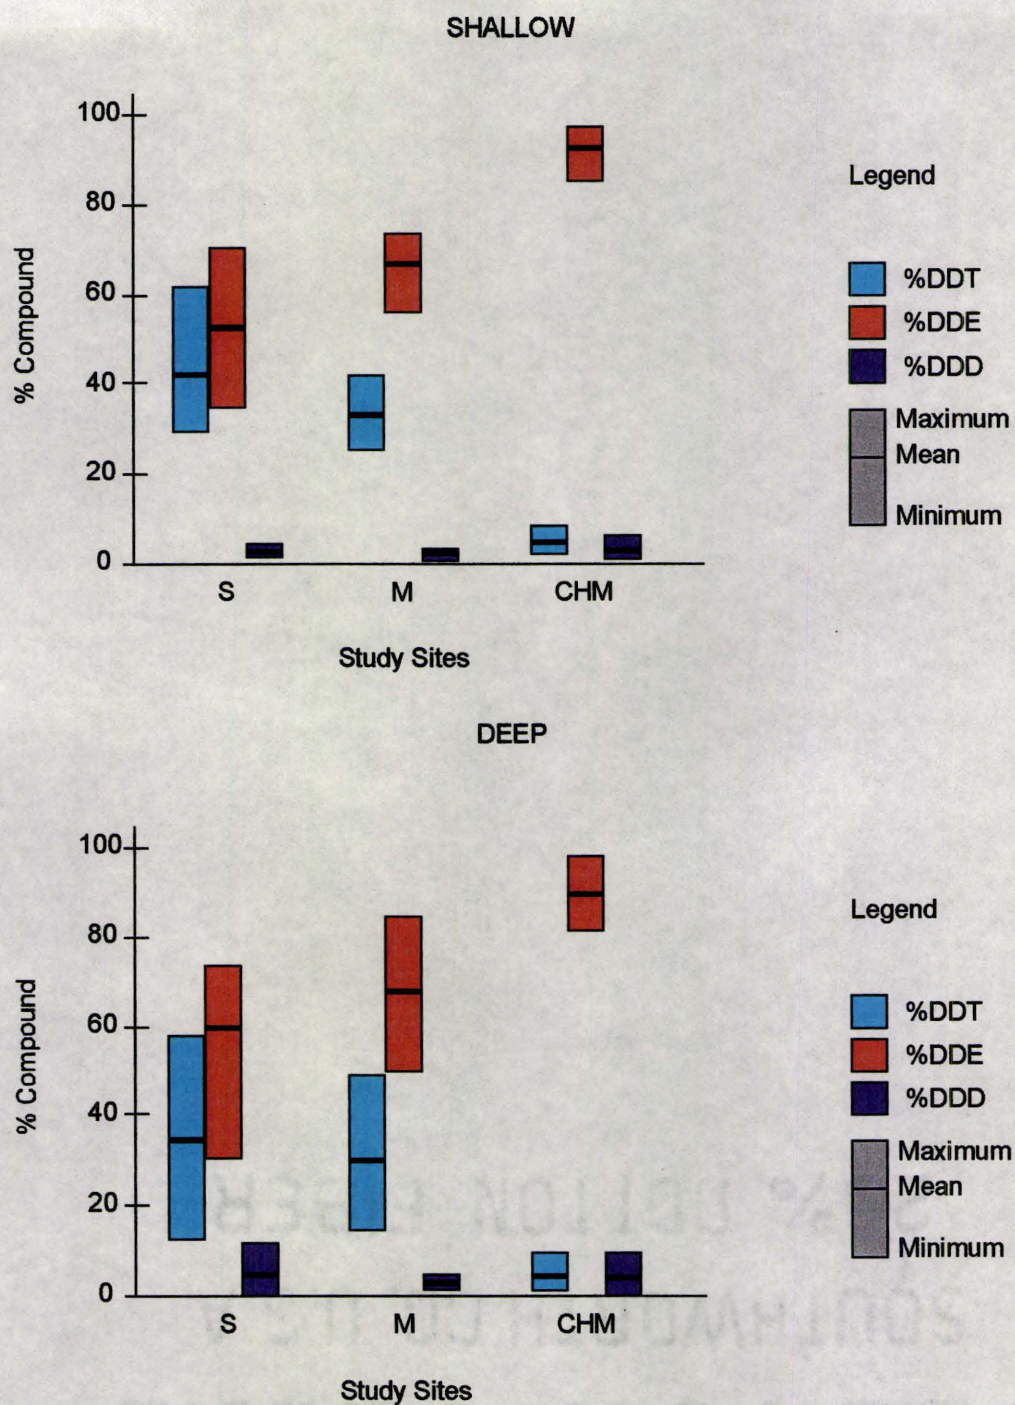 SHALLOW
100
80
60
40
20
0
% Compound
S M CHM
Study Sites
Legend
%DDT
%DDE
%DDD
Maximum
Mean
Minimum
DEEP
100
80
60
40
20
0
% Compound
S M CHM
Study Sites
Legend
%DDT
%DDE
%DDD
Maximum
Mean
Minimum